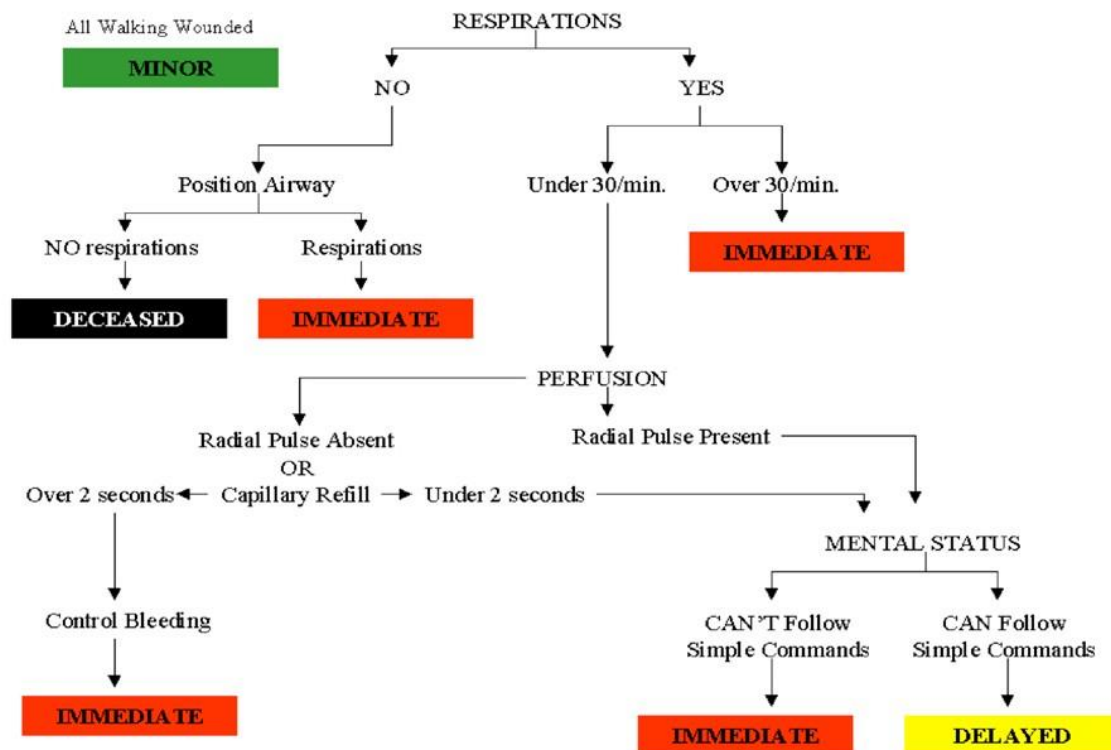 All Walking Wounded
MINOR
RESPIRATIONS
NO
YES
Position Airway
Under 30/min.
Over 30/min.
NO respirations
Respirations
IMMEDIATE
DECEASED
IMMEDIATE
PERFUSION
Radial Pulse Absent
Radial Pulse Present
OR
Over 2 seconds
Capillary Refill
Under 2 seconds
MENTAL STATUS
Control Bleeding
CAN'T Follow
Simple Commands
CAN Follow
Simple Commands
IMMEDIATE
IMMEDIATE
DELAYED